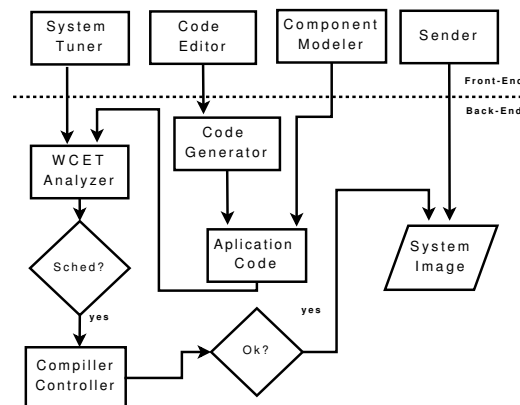 System
Tuner
Code
Editor
Component
Modeler
Sender
Front-End
Back-End
WCET
Analyzer
Code
Generator
Aplication
Code
System
Image
Sched?
yes
yes
Ok?
Compiller
Controller